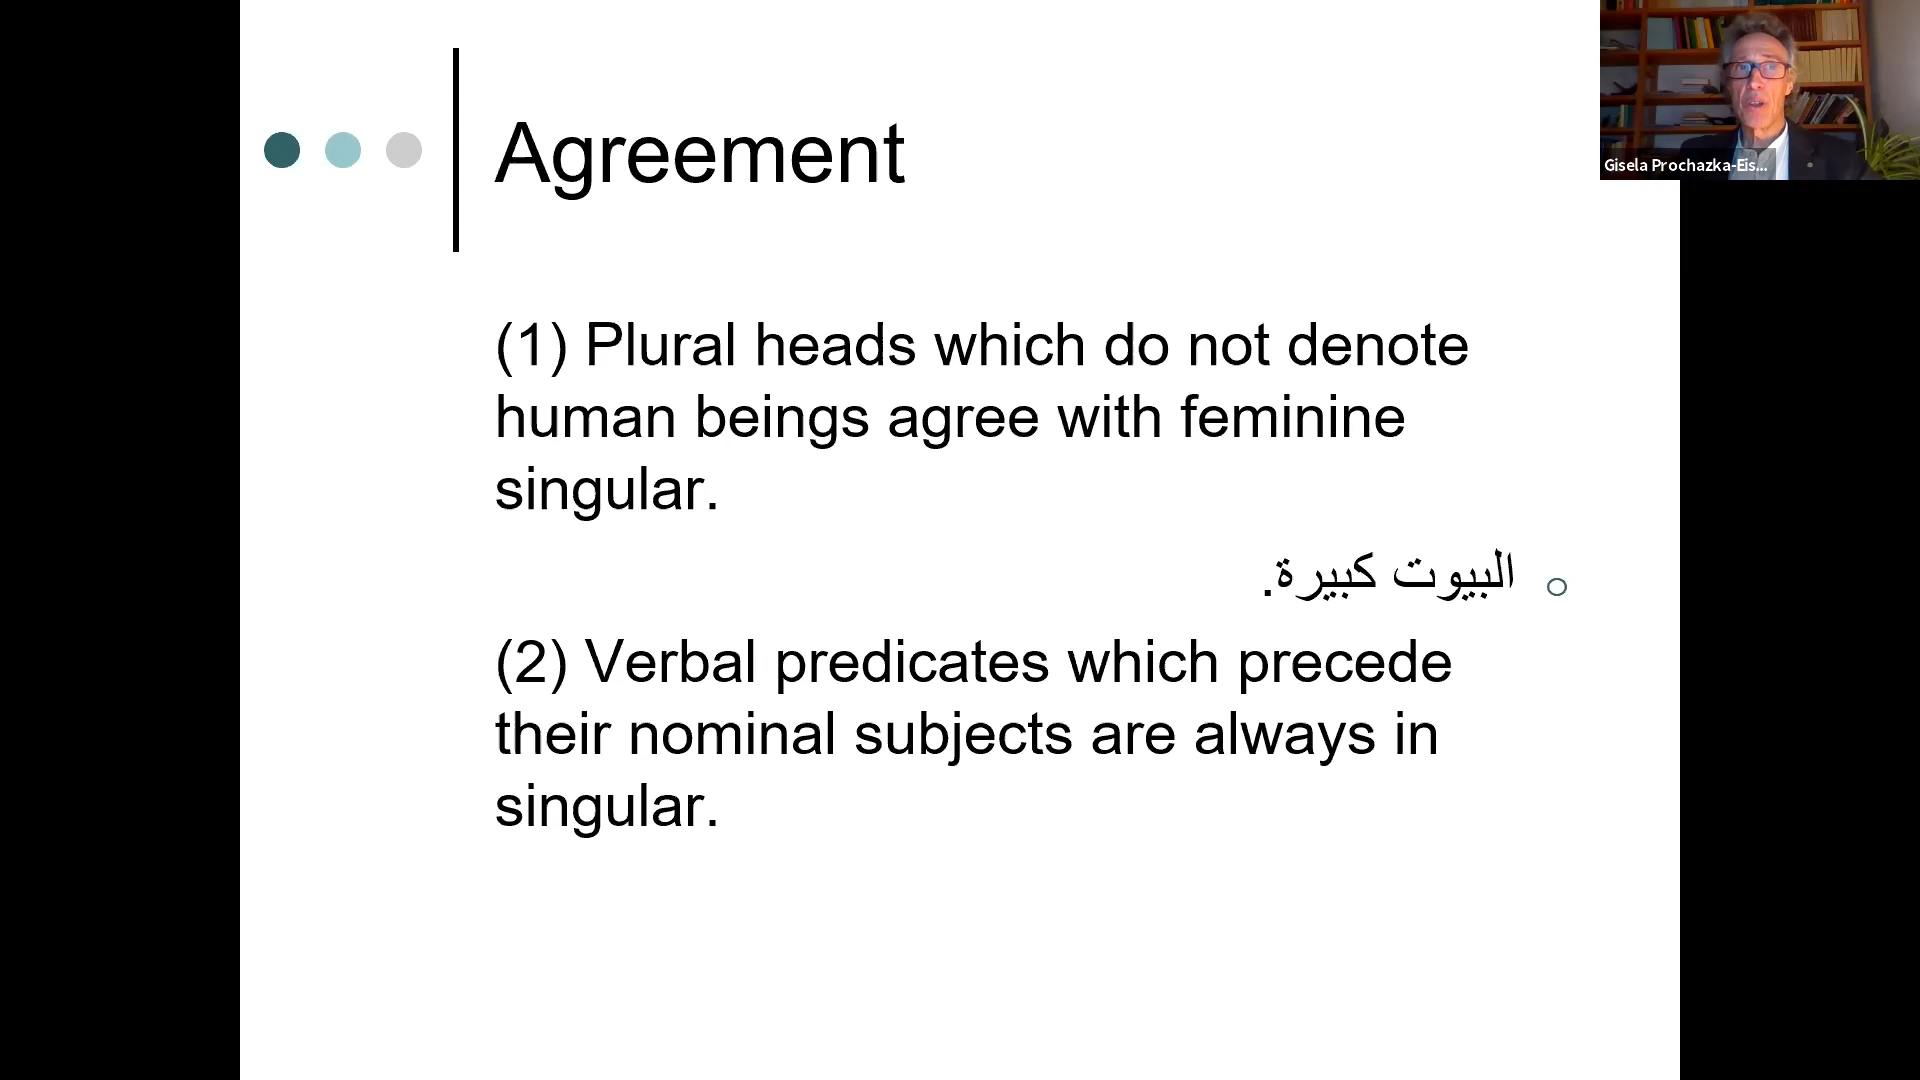 Agreement
(1) Plural heads which do not denote
human beings agree with feminine
singular.
البيوت كبيرة.
(2) Verbal predicates which precede
their nominal subjects are always in
singular.
Gisela Prochazka-Eis...